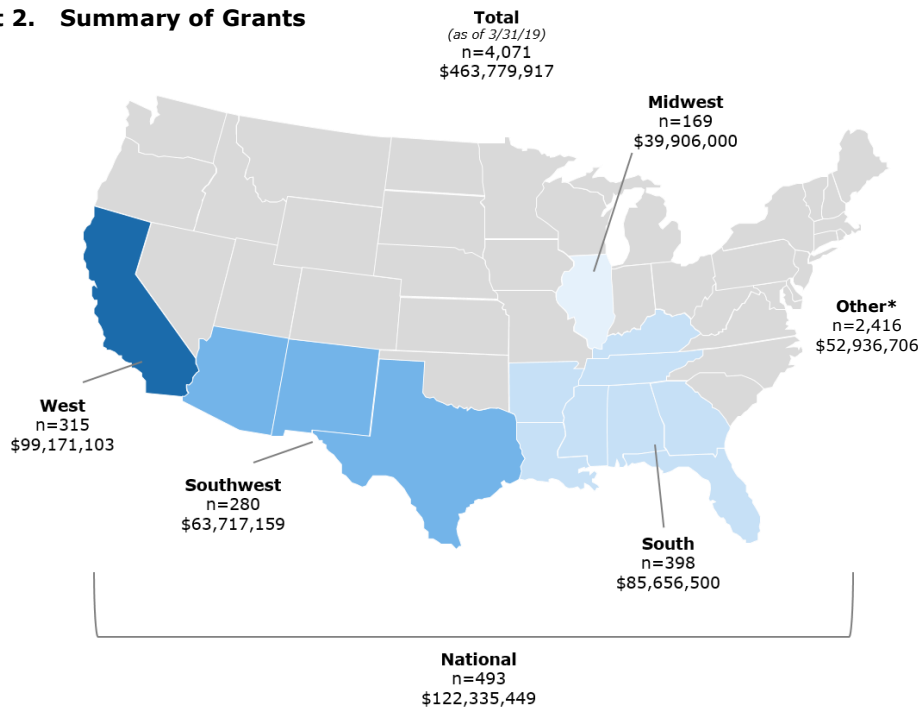 t 2. Summary of Grants
Total
(as of 3/31/19)
n=4,071
$463,779,917
Midwest
n=169
$39,906,000
Other*
n=2,416
$52,936,706
West
n=315
$99,171,103
Southwest
n=280
$63,717,159
South
n=398
$85,656,500
National
n=493
$122,335,449